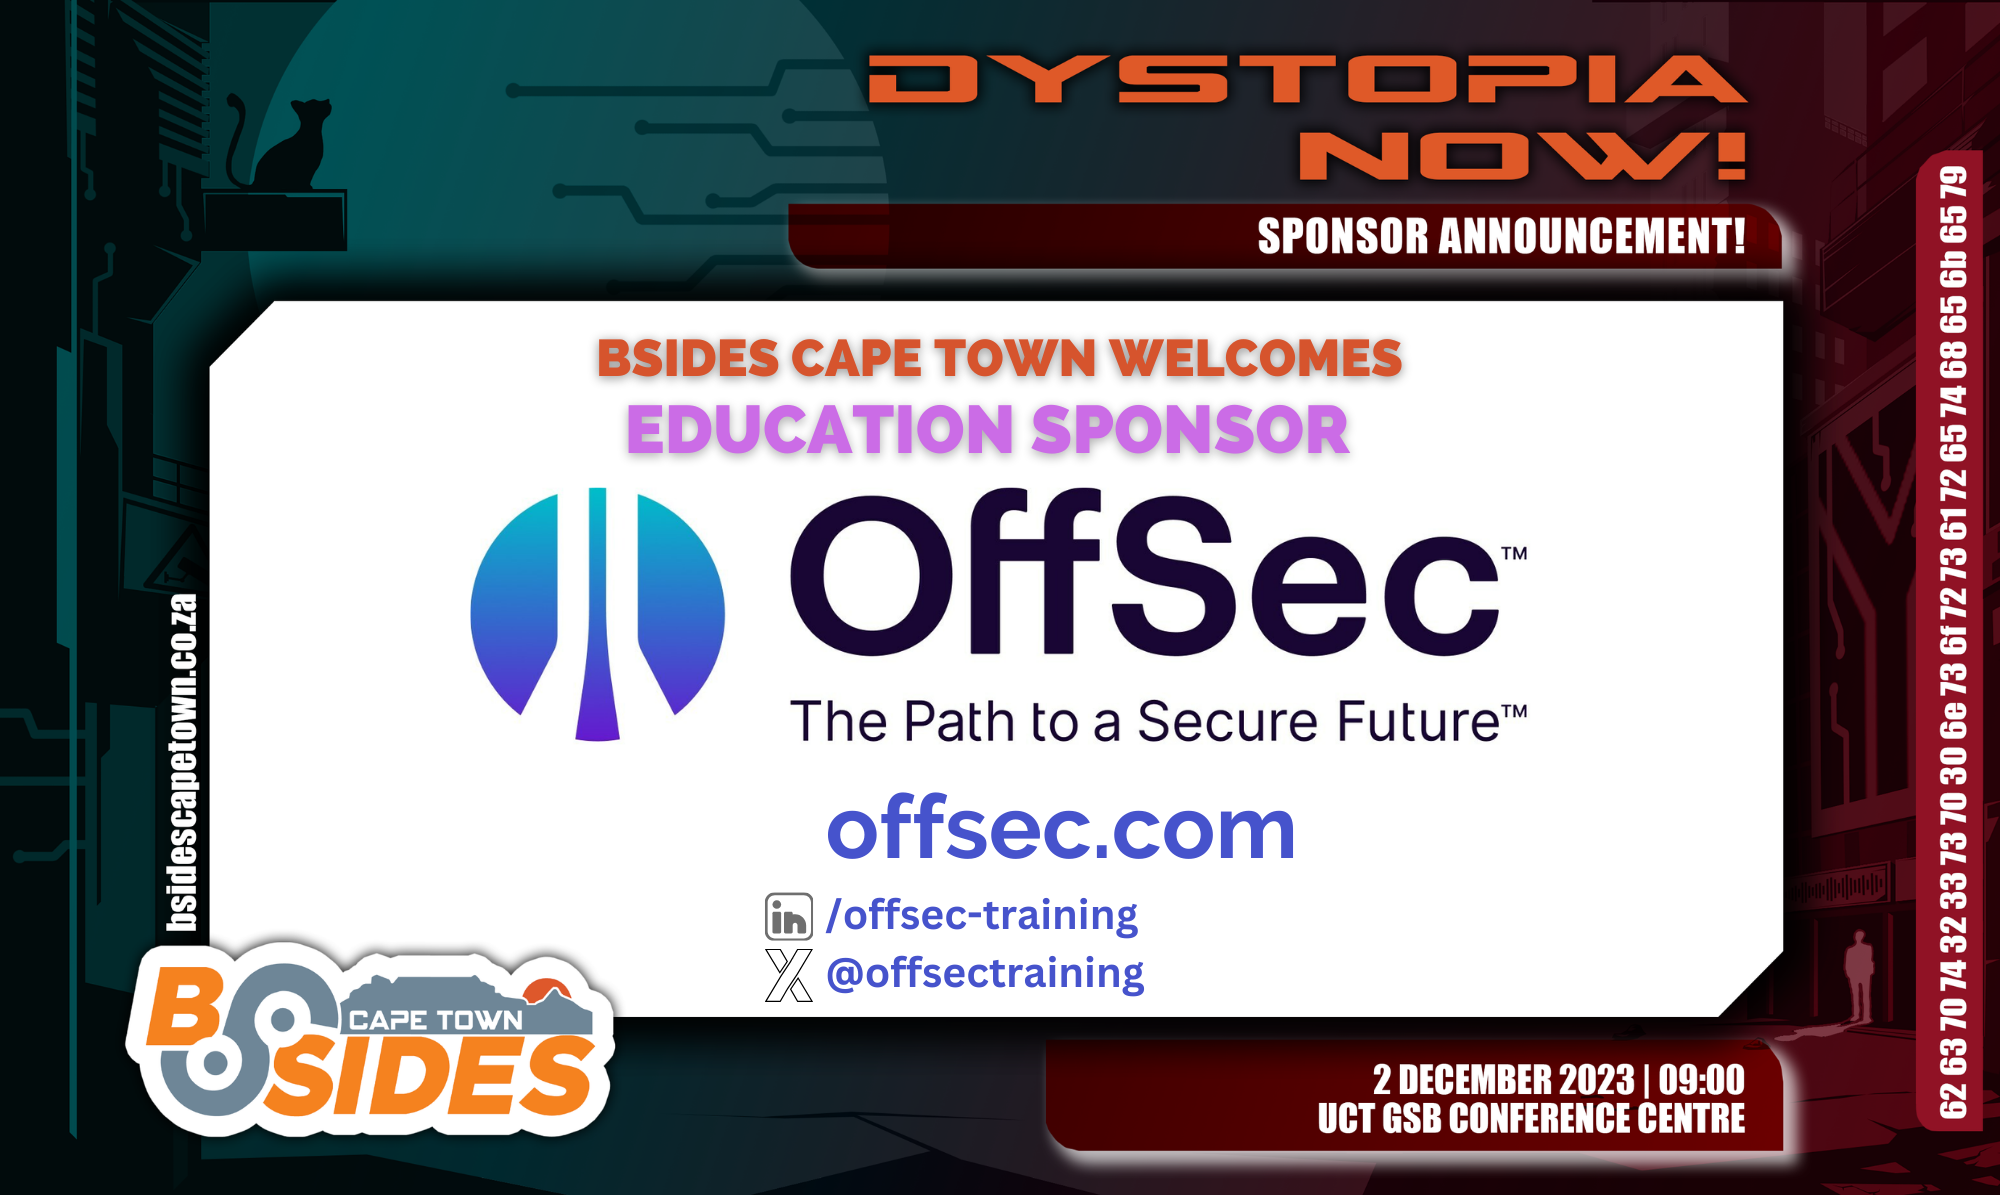 DYSTOPIA
NOW!
SPONSOR ANNOUNCEMENT!
BSIDES CAPE TOWN WELCOMES
EDUCATION SPONSOR
OffSec™
The Path to a Secure Future™
offsec.com
in /offsec-training
X @offsectraining
bsidescapetown.co.za
B
CAPE TOWN
SIDES
2 DECEMBER 2023 | 09:00
UCT GSB CONFERENCE CENTRE
62 63 70 74 32 33 73 70 30 6e 73 6f 72 73 61 72 65 74 68 65 6b 65 79